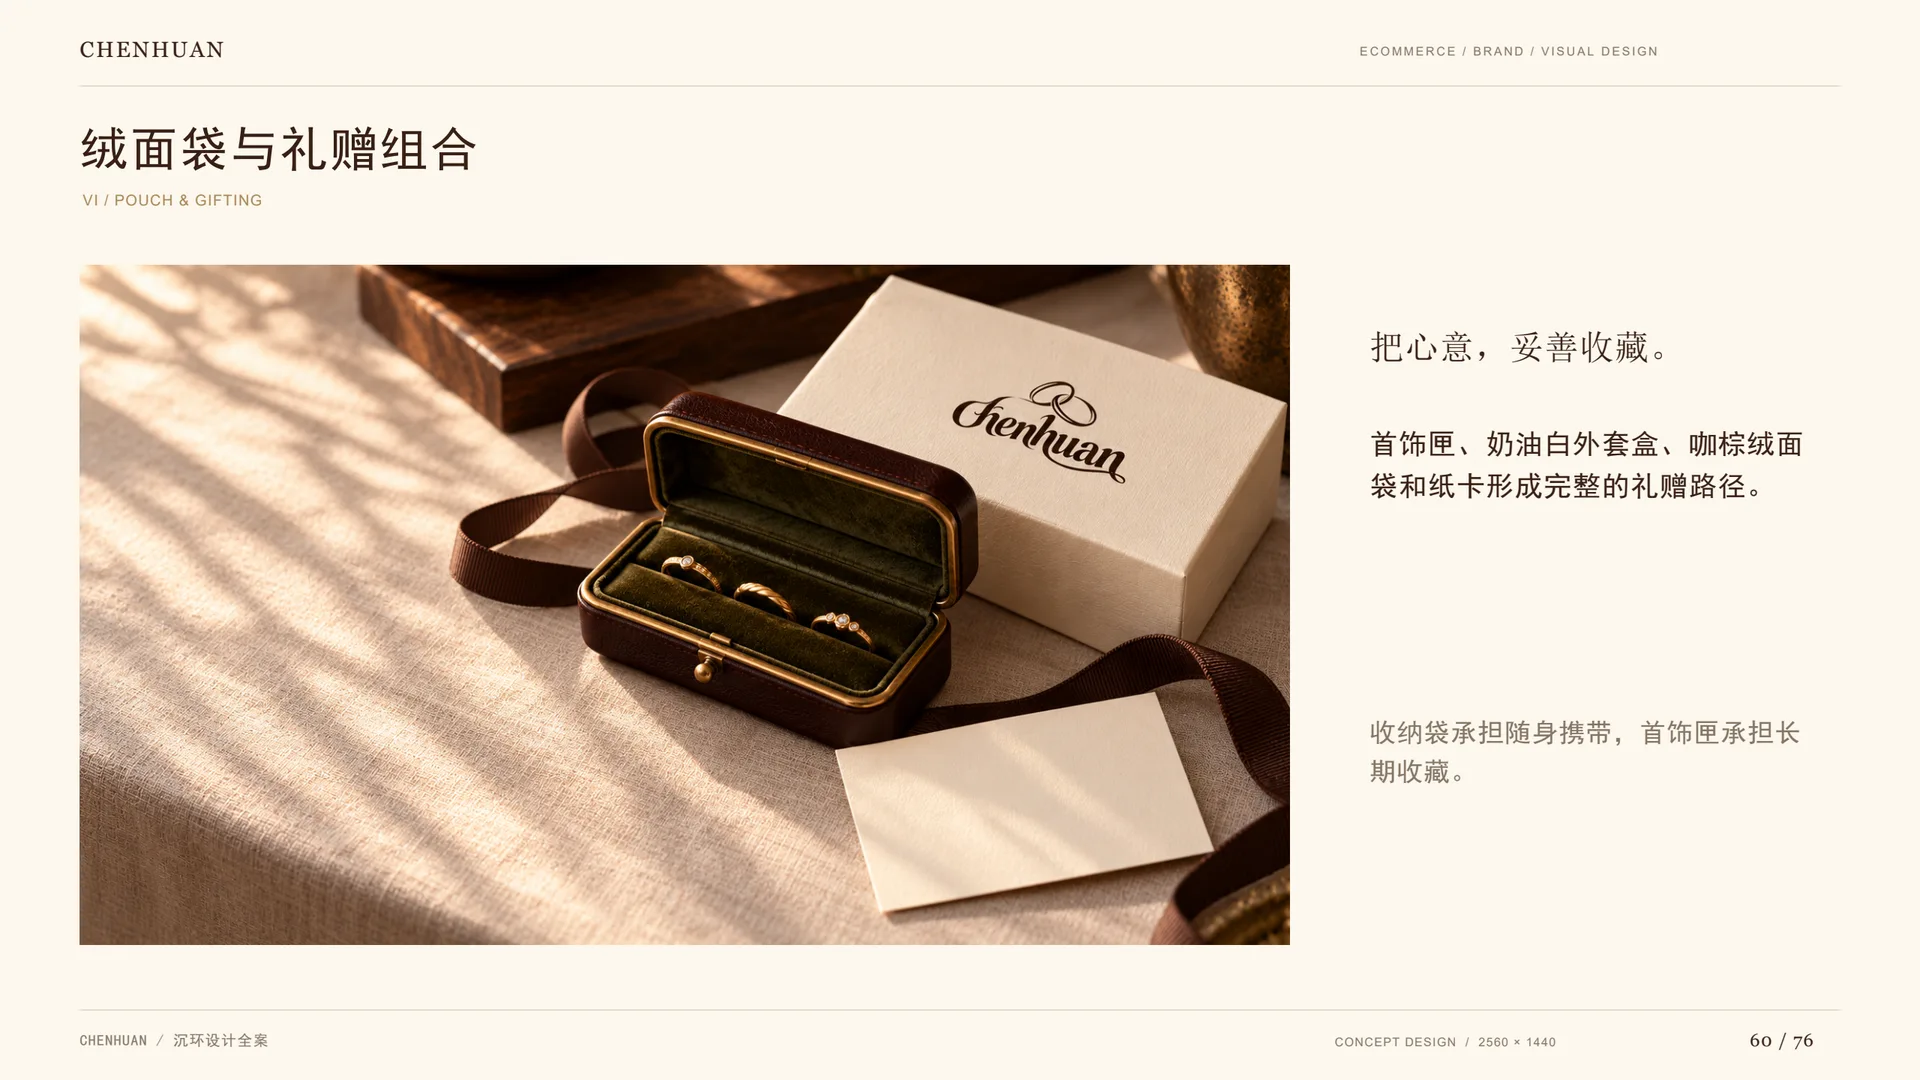 CHENHUAN
ECOMMERCE / BRAND / VISUAL DESIGN
绒面袋与礼赠组合
VI / POUCH & GIFTING
Chenhuan
把心意，妥善收藏。
首饰匣、奶油白外套盒、咖棕绒面
袋和纸卡形成完整的礼赠路径。
收纳袋承担随身携带，首饰匣承担长
期收藏。
CHENHUAN / 沉环设计全案
CONCEPT DESIGN / 2560 × 1440
60 / 76